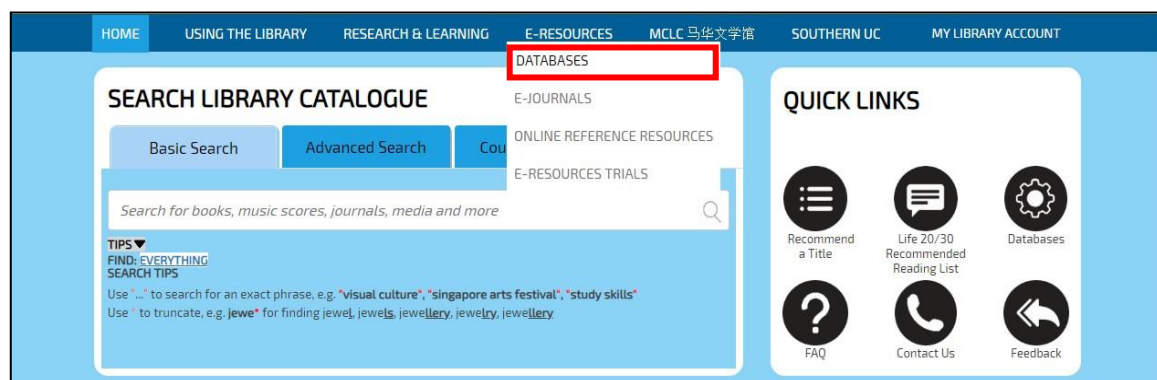 HOME USING THE LIBRARY RESEARCH & LEARNING E-RESOURCES MCLC 马华文学馆 SOUTHERN UC MY LIBRARY ACCOUNT
DATABASES
E-JOURNALS
ONLINE REFERENCE RESOURCES
E-RESOURCES TRIALS
SEARCH LIBRARY CATALOGUE
Basic Search Advanced Search Cou
Search for books, music scores, journals, media and more
TIPS▼
FIND: EVERYTHING
SEARCH TIPS
Use "..." to search for an exact phrase, e.g. "visual culture", "singapore arts festival", "study skills"
Use * to truncate, e.g. jewe* for finding jewel, jewels, jewellery, jewelry, jewellery
QUICK LINKS
Recommend
a Title
Life 20/30
Recommended
Reading List
Databases
FAQ
Contact Us
Feedback